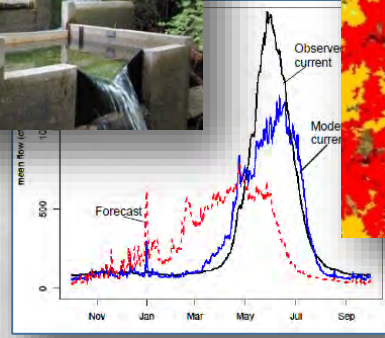 Observe
current
Mode
curre
mean flow (c
500
Forecast
0
Nov Jan Mar May Jul Sep